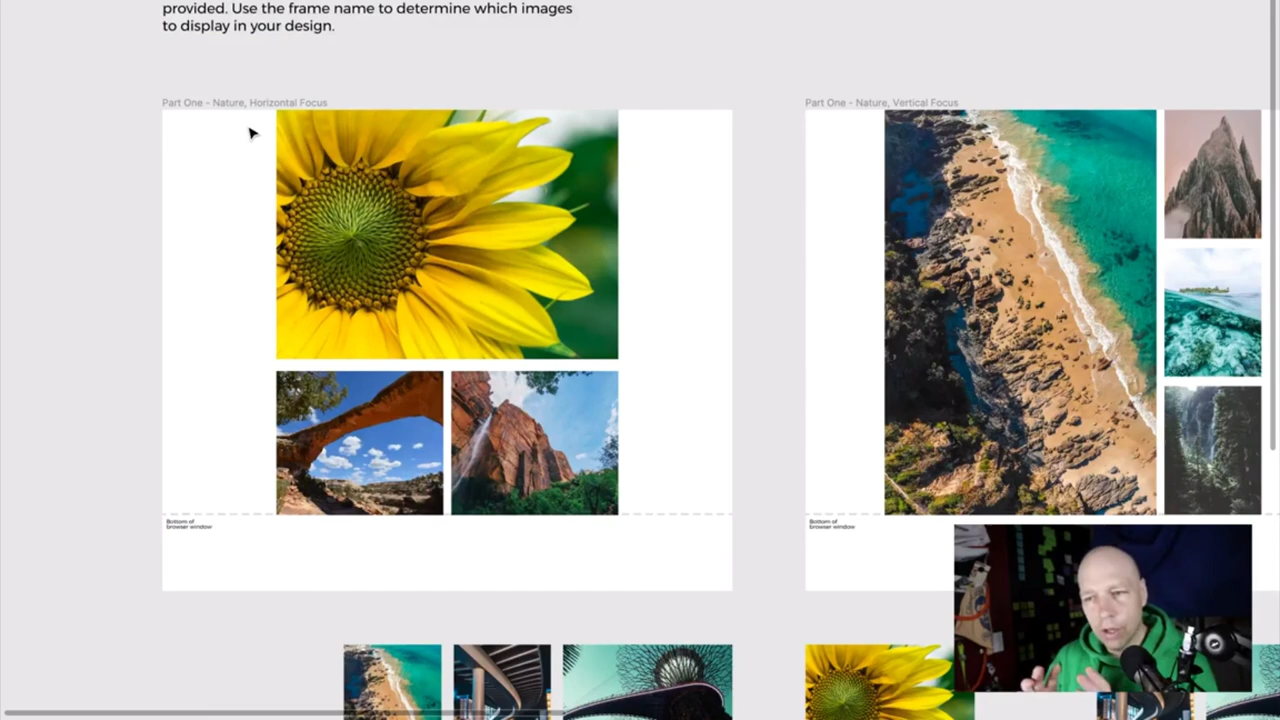 provided. Use the frame name to determine which images
to display in your design.
Part One - Nature, Horizontal Focus
Part One - Nature, Vertical Focus
Bottom of
browser window
Bottom of
browser window